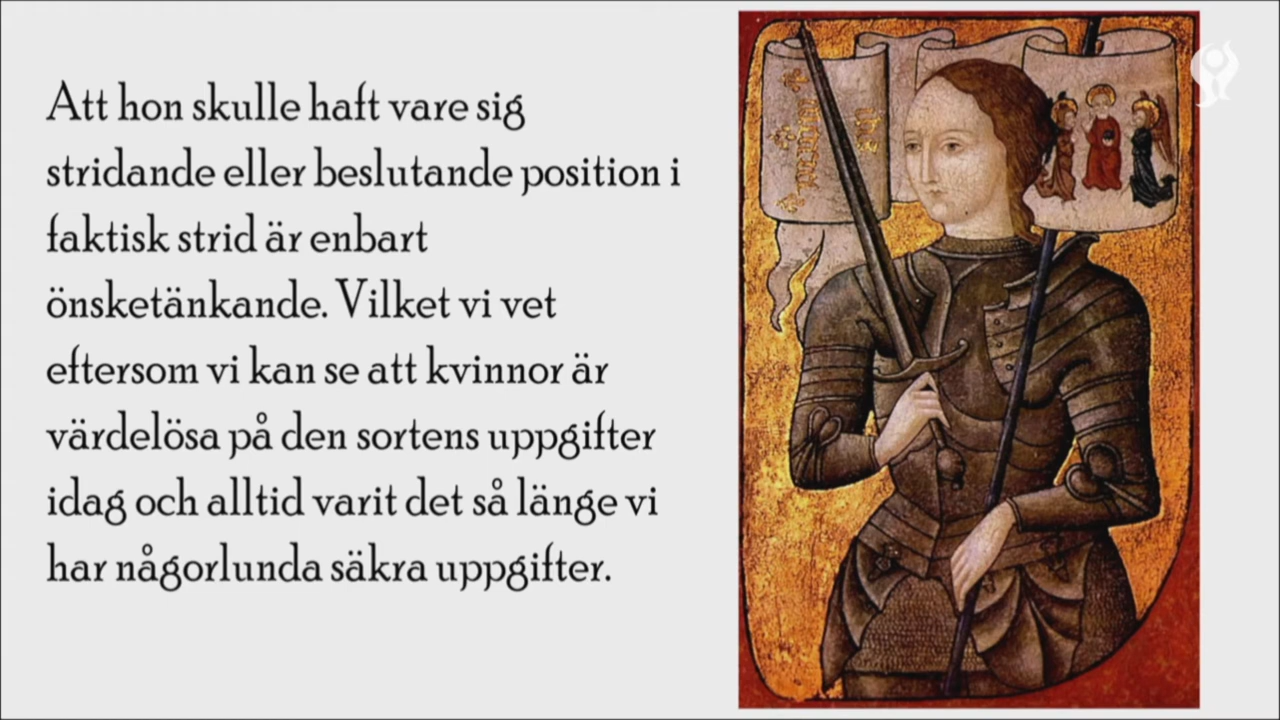 Att hon skulle haft vare sig
stridande eller beslutande position i
faktisk strid är enbart
önsketänkande. Vilket vi vet
eftersom vi kan se att kvinnor är
värdelösa på den sortens uppgifter
idag och alltid varit det så länge vi
har någorlunda säkra uppgifter.